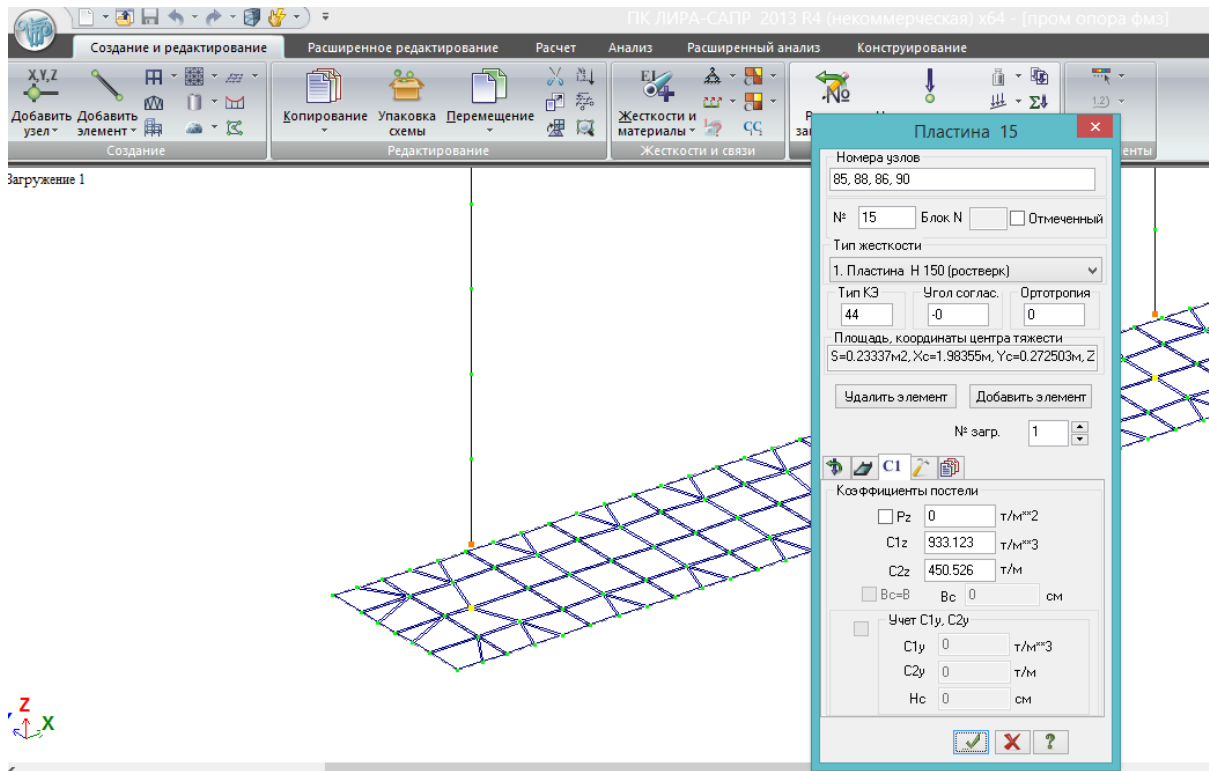 ПК ЛИРА-САПР 2013 R4 (некоммерческая) x64 - [пром опора фмз]
Создание и редактирование Расширенное редактирование Расчет Анализ Расширенный анализ Конструирование
X,Y,Z
Добавить узел
Добавить элемент
Создание
Копирование
Упаковка схемы
Перемещение
Редактирование
Жесткости и материалы
Жесткости и связи
1.2)
Загружение 1
Пластина 15
Номера узлов
85, 88, 86, 90
№ 15 Блок N Отмеченный
Тип жесткости
1. Пластина Н 150 (ростверк)
Тип КЭ Угол соглас. Ортотропия
44 -0 0
Площадь, координаты центра тяжести
S=0.23337м2, Xc=1.98355м, Yc=0.272503м, Z
Удалить элемент Добавить элемент
№ загр. 1
C1
Коэффициенты постели
Pz 0 т/м**2
C1z 933.123 т/м**3
C2z 450.526 т/м
Bc=B Bc 0 см
Учет C1y, C2y
C1y 0 т/м**3
C2y 0 т/м
Hc 0 см
Z
X